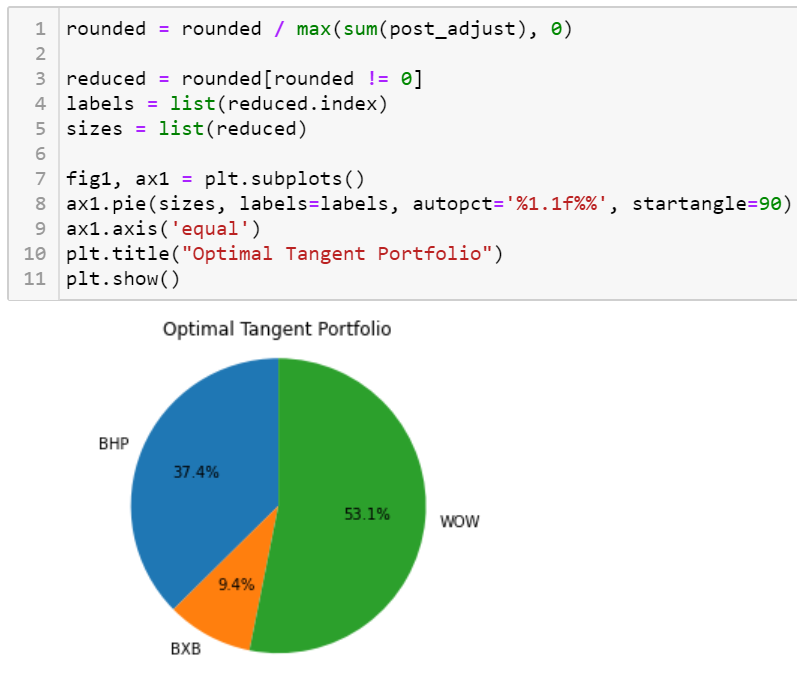 1 rounded = rounded / max(sum(post_adjust), 0)
2
3 reduced = rounded[rounded != 0]
4 labels = list(reduced.index)
5 sizes = list(reduced)
6
7 fig1, ax1 = plt.subplots()
8 ax1.pie(sizes, labels=labels, autopct='%1.1f%%', startangle=90)
9 ax1.axis('equal')
10 plt.title("Optimal Tangent Portfolio")
11 plt.show()
Optimal Tangent Portfolio
BHP
37.4%
53.1%
WOW
9.4%
BXB